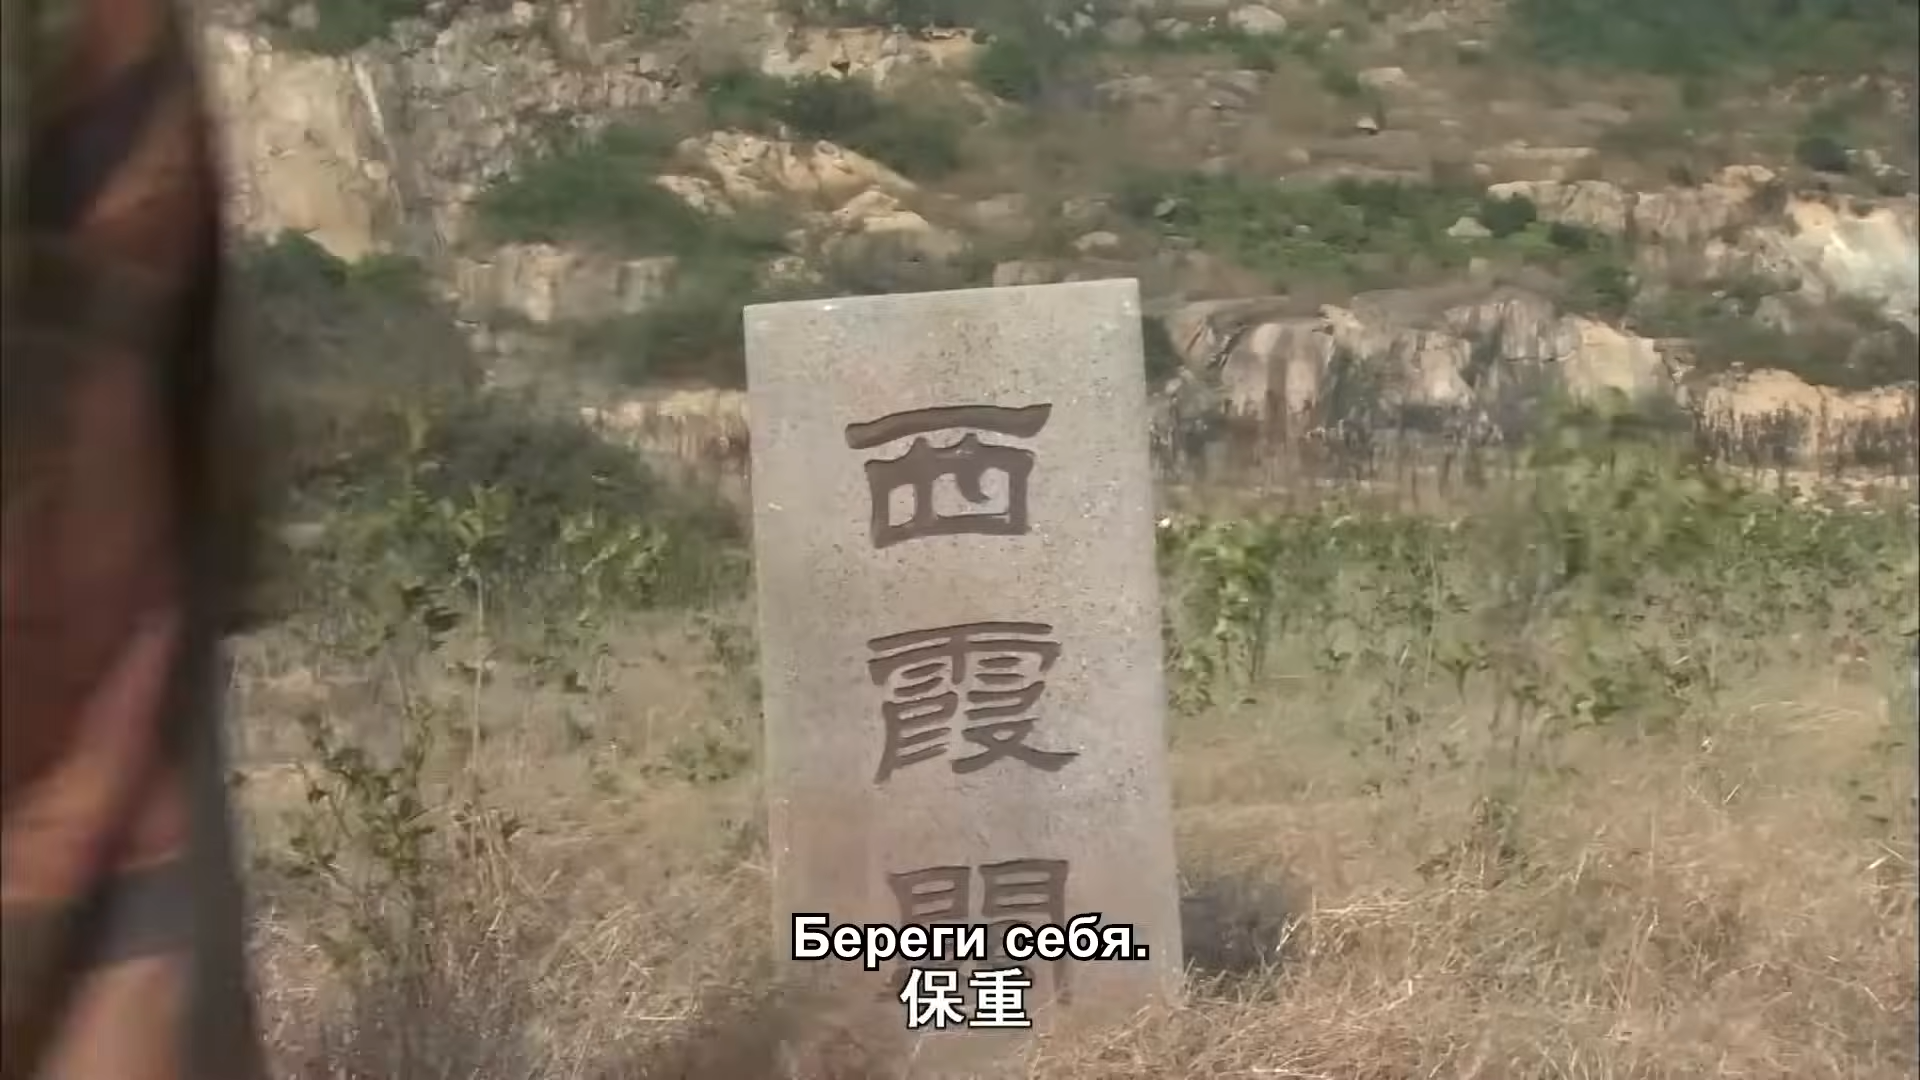 西
霞
Береги себя.
保重